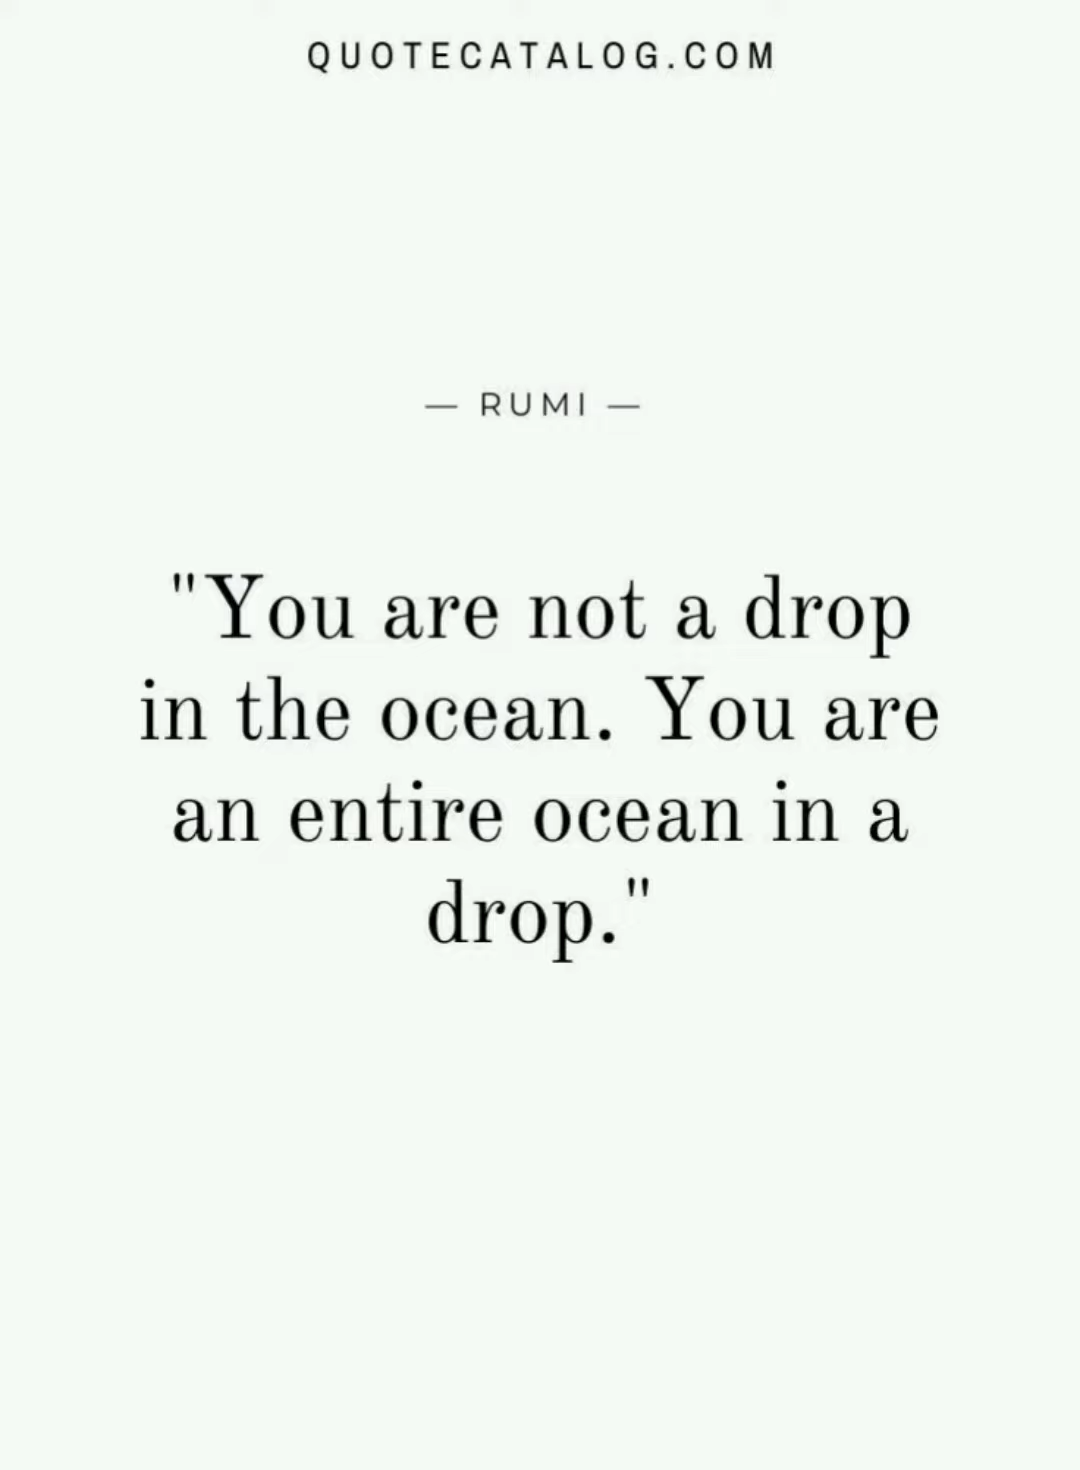 QUOTECATALOG.COM
— RUMI —
"You are not a drop
in the ocean. You are
an entire ocean in a
drop."